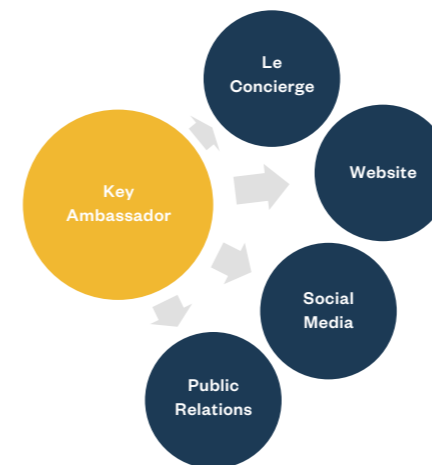 Le
Concierge
Key
Ambassador
Website
Social
Media
Public
Relations